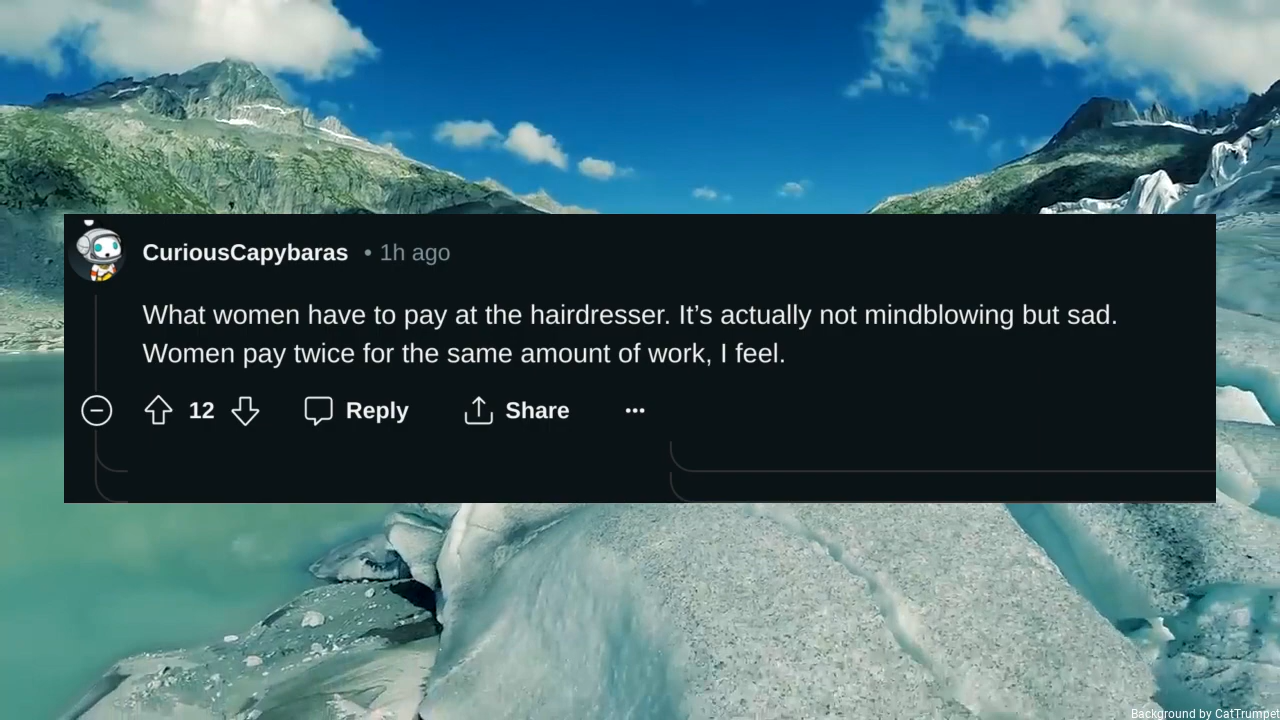 CuriousCapybaras • 1h ago
What women have to pay at the hairdresser. It’s actually not mindblowing but sad.
Women pay twice for the same amount of work, I feel.
12 Reply Share ···
Background by CatTrumpet